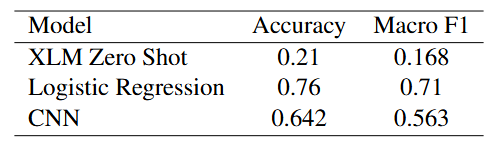 Model Accuracy Macro F1
XLM Zero Shot 0.21 0.168
Logistic Regression 0.76 0.71
CNN 0.642 0.563